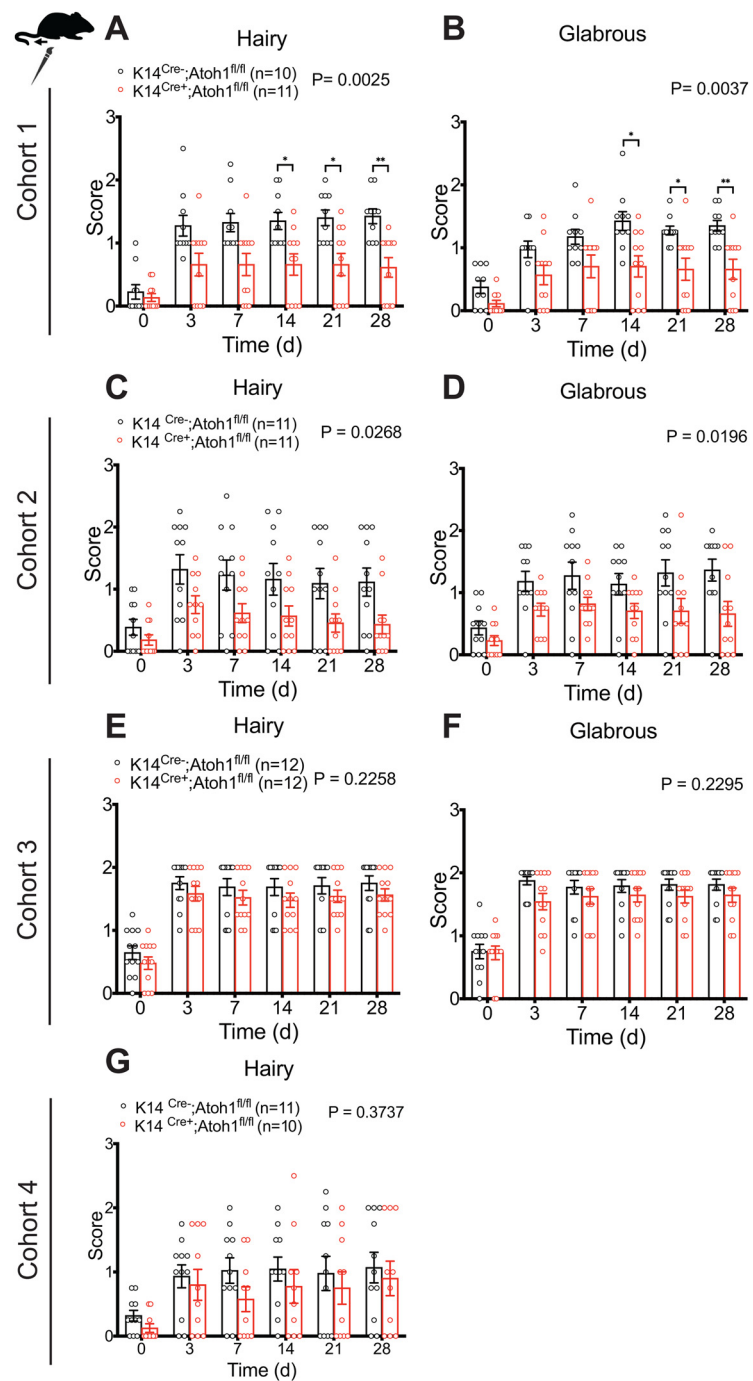 A
Hairy
K14Cre-;Atoh1fl/fl (n=10)
K14Cre+;Atoh1fl/fl (n=11)
P= 0.0025
Cohort 1
Score
3
2
1
0
* * **
0 3 7 14 21 28
Time (d)
B
Glabrous
P= 0.0037
Score
3
2
1
0
* * **
0 3 7 14 21 28
Time (d)
C
Hairy
K14 Cre-;Atoh1fl/fl (n=11)
K14 Cre+;Atoh1fl/fl (n=11)
P = 0.0268
Cohort 2
Score
3
2
1
0
0 3 7 14 21 28
Time (d)
D
Glabrous
P = 0.0196
Score
3
2
1
0
0 3 7 14 21 28
Time (d)
E
Hairy
K14Cre-;Atoh1fl/fl (n=12)
K14Cre+;Atoh1fl/fl (n=12)
P = 0.2258
Cohort 3
Score
3
2
1
0
0 3 7 14 21 28
Time (d)
F
Glabrous
P = 0.2295
Score
3
2
1
0
0 3 7 14 21 28
Time (d)
G
Hairy
K14 Cre-;Atoh1fl/fl (n=11)
K14 Cre+;Atoh1fl/fl (n=10)
P = 0.3737
Cohort 4
Score
3
2
1
0
0 3 7 14 21 28
Time (d)